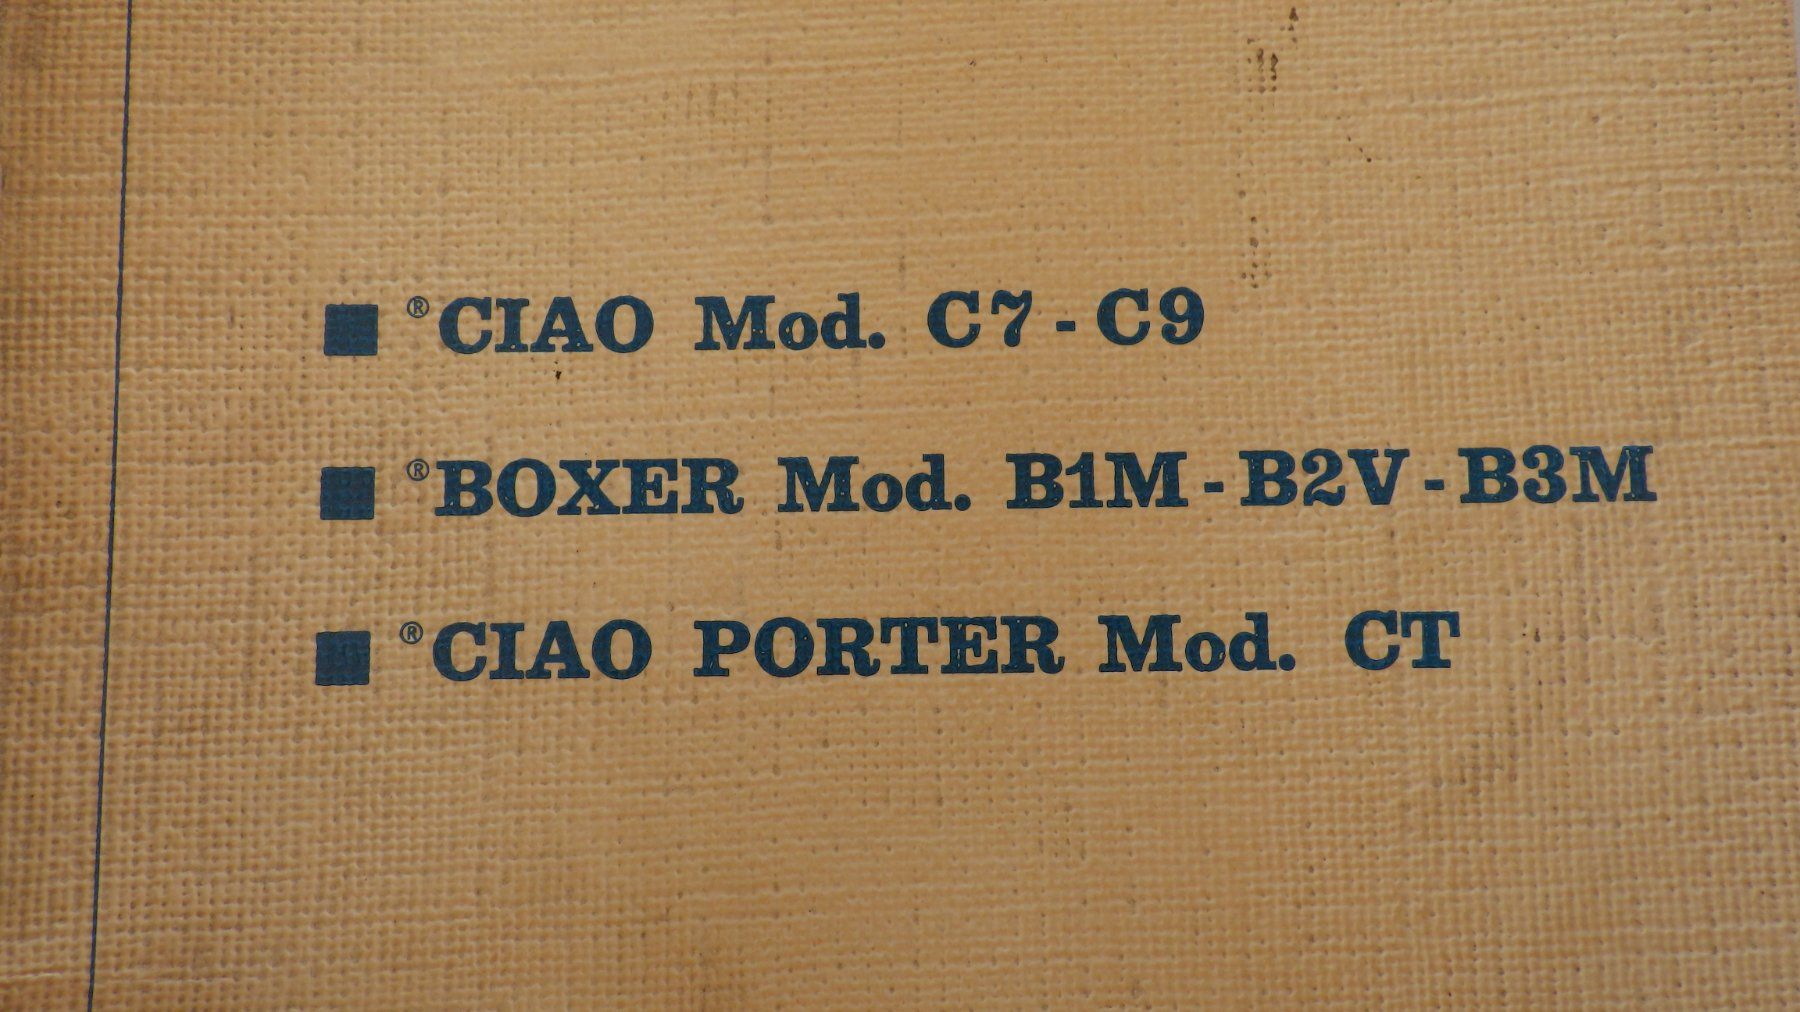 ■ ®CIAO Mod. C7 - C9
■ ®BOXER Mod. B1M - B2V - B3M
■ ®CIAO PORTER Mod. CT